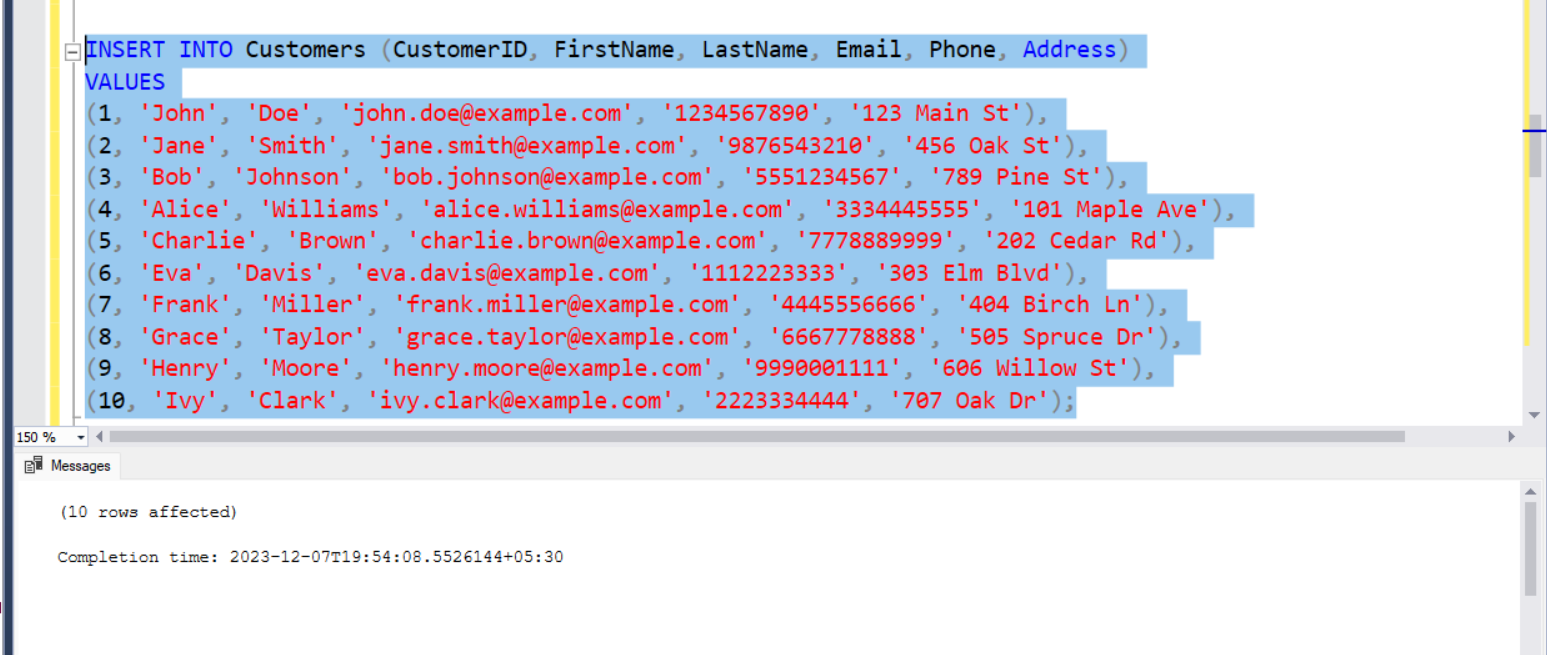 INSERT INTO Customers (CustomerID, FirstName, LastName, Email, Phone, Address)
VALUES
(1, 'John', 'Doe', 'john.doe@example.com', '1234567890', '123 Main St'),
(2, 'Jane', 'Smith', 'jane.smith@example.com', '9876543210', '456 Oak St'),
(3, 'Bob', 'Johnson', 'bob.johnson@example.com', '5551234567', '789 Pine St'),
(4, 'Alice', 'Williams', 'alice.williams@example.com', '3334445555', '101 Maple Ave'),
(5, 'Charlie', 'Brown', 'charlie.brown@example.com', '7778889999', '202 Cedar Rd'),
(6, 'Eva', 'Davis', 'eva.davis@example.com', '1112223333', '303 Elm Blvd'),
(7, 'Frank', 'Miller', 'frank.miller@example.com', '4445556666', '404 Birch Ln'),
(8, 'Grace', 'Taylor', 'grace.taylor@example.com', '6667778888', '505 Spruce Dr'),
(9, 'Henry', 'Moore', 'henry.moore@example.com', '9990001111', '606 Willow St'),
(10, 'Ivy', 'Clark', 'ivy.clark@example.com', '2223334444', '707 Oak Dr');
150 %
Messages
(10 rows affected)
Completion time: 2023-12-07T19:54:08.5526144+05:30